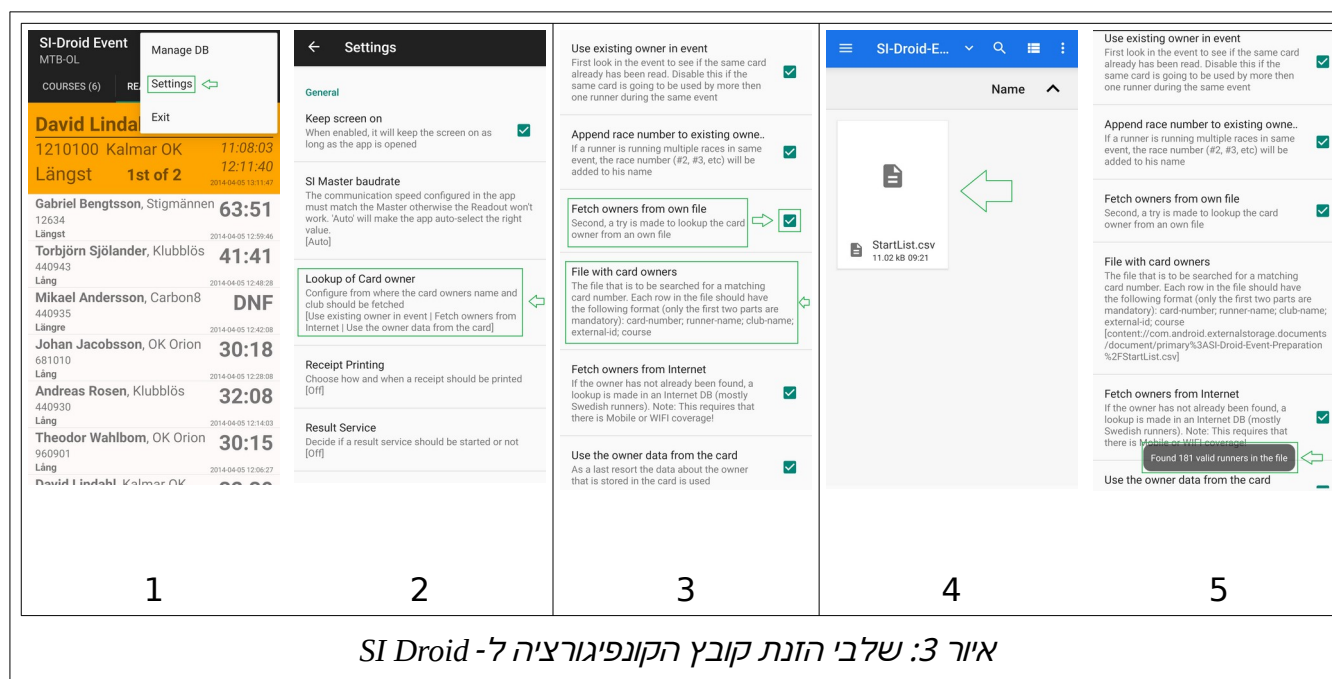 SI-Droid Event
MTB-OL
Manage DB
Settings
Exit
COURSES (6)
David
1210100 Kalmar OK
11:08:03
Längst
1st of 2
12:11:40
2014-04-05 13:11:47
Gabriel Bengtsson, Stigmännen
63:51
12634
Längst
2014-04-05 12:59:46
Torbjörn Sjölander, Klubblös
41:41
440943
Lång
2014-04-05 12:48:28
Mikael Andersson, Carbon8
DNF
440935
Längre
2014-04-05 12:42:08
Johan Jacobsson, OK Orion
30:18
681010
Lång
2014-04-05 12:28:08
Andreas Rosen, Klubblös
32:08
440930
Lång
2014-04-05 12:14:03
Theodor Wahlbom, OK Orion
30:15
960901
Lång
2014-04-05 12:06:27
David Lindahl, Kalmar OK
1
Settings
General
Keep screen on
When enabled, it will keep the screen on as
long as the app is opened
SI Master baudrate
The communication speed configured in the app
must match the Master otherwise the Readout won't
work. 'Auto' will make the app auto-select the right
value.
[Auto]
Lookup of Card owner
Configure from where the card owners name and
club should be fetched
[Use existing owner in event | Fetch owners from
Internet | Use the owner data from the card]
Receipt Printing
Choose how and when a receipt should be printed
[Off]
Result Service
Decide if a result service should be started or not
[Off]
2
Use existing owner in event
First look in the event to see if the same card
already has been read. Disable this if the
same card is going to be used by more then
one runner during the same event
Append race number to existing owne..
If a runner is running multiple races in same
event, the race number (#2, #3, etc) will be
added to his name
Fetch owners from own file
Second, a try is made to lookup the card
owner from an own file
File with card owners
The file that is to be searched for a matching
card number. Each row in the file should have
the following format (only the first two parts are
mandatory): card-number; runner-name; club-name;
external-id; course
Fetch owners from Internet
If the owner has not already been found, a
lookup is made in an Internet DB (mostly
Swedish runners). Note: This requires that
there is Mobile or WIFI coverage!
Use the owner data from the card
As a last resort the data about the owner
that is stored in the card is used
3
SI-Droid-E...
Name
StartList.csv
11.02 kB 09:21
4
Use existing owner in event
First look in the event to see if the same card
already has been read. Disable this if the
same card is going to be used by more then
one runner during the same event
Append race number to existing owne..
If a runner is running multiple races in same
event, the race number (#2, #3, etc) will be
added to his name
Fetch owners from own file
Second, a try is made to lookup the card
owner from an own file
File with card owners
The file that is to be searched for a matching
card number. Each row in the file should have
the following format (only the first two parts are
mandatory): card-number; runner-name; club-name;
external-id; course
[content://com.android.externalstorage.documents
/document/primary%3ASI-Droid-Event-Preparation
%2FStartList.csv]
Fetch owners from Internet
If the owner has not already been found, a
lookup is made in an Internet DB (mostly
Swedish runners). Note: This requires that
there is Mobile or WIFI coverage!
Found 181 valid runners in the file
Use the owner data from the card
5
איור 3: שלבי הזנת קובץ הקונפיגורציה ל- SI Droid